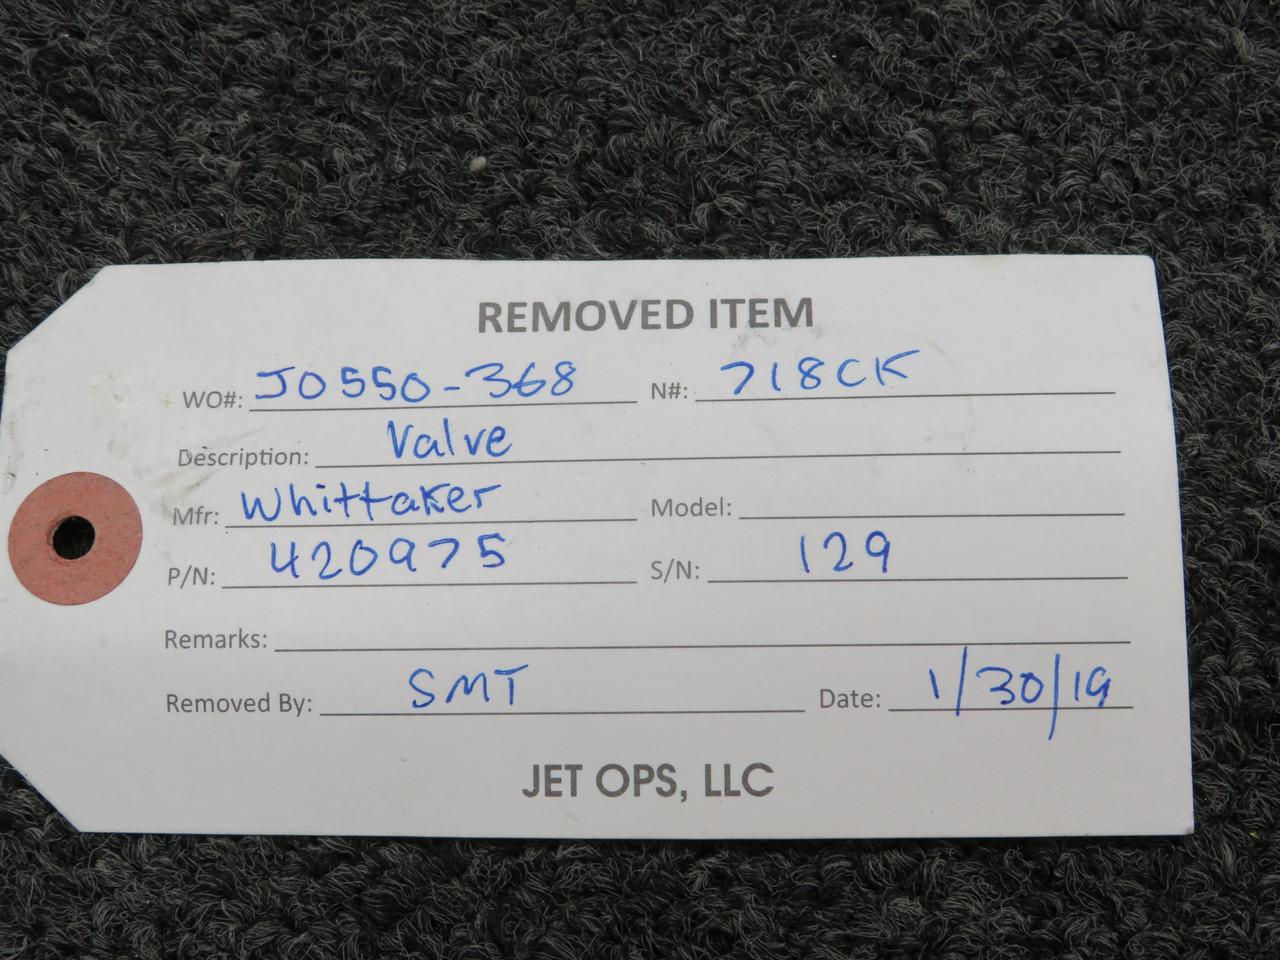 REMOVED ITEM
WO#: JO550-368 N#: 718CK
Description: Valve
Mfr: Whittaker Model:
P/N: 420975 S/N: 129
Remarks:
Removed By: SMT Date: 1/30/19
JET OPS, LLC